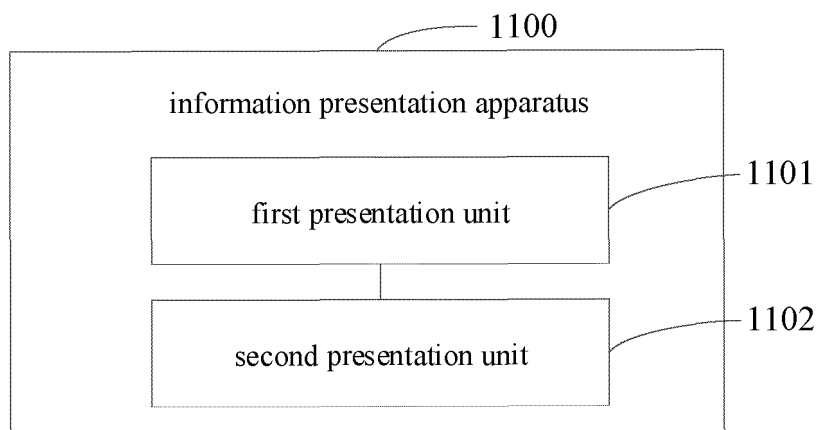 1100
information presentation apparatus
1101
first presentation unit
1102
second presentation unit